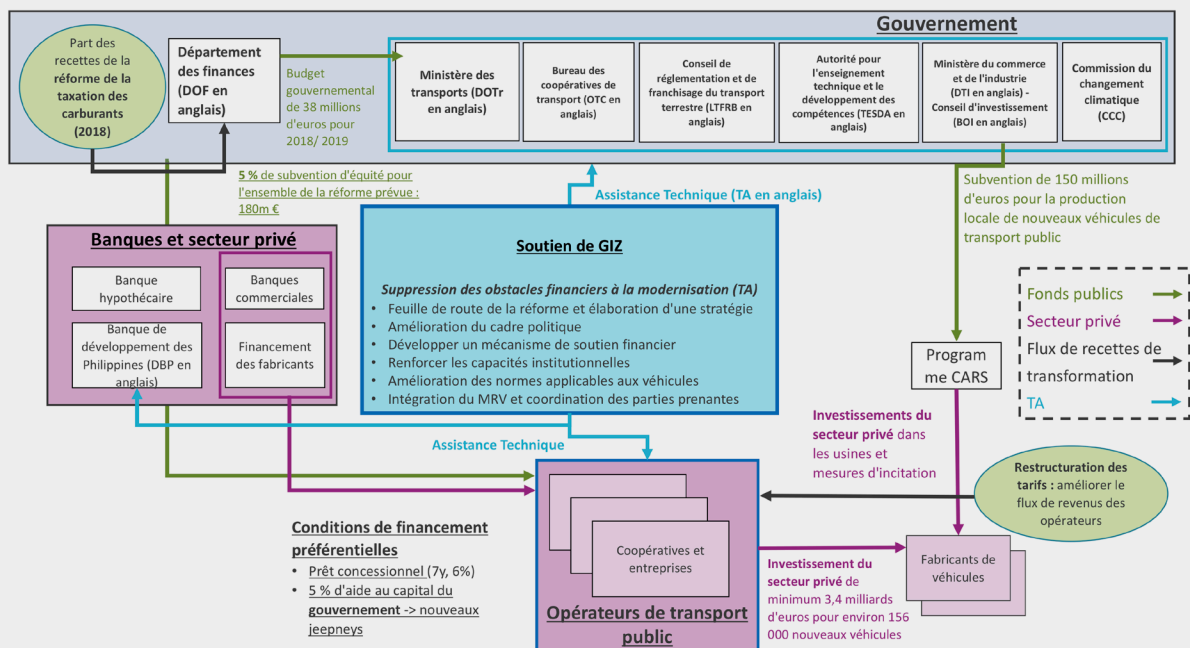 Gouvernement
Part des
recettes de la
réforme de la
taxation des
carburants
(2018)
Département
des finances
(DOF en
anglais)
Budget
gouvernemental
de 38 millions
d'euros pour
2018/ 2019
Ministère des
transports (DOTr
en anglais)
Bureau des
coopératives de
transport (OTC en
anglais)
Conseil de
réglementation et de
franchisage du transport
terrestre (LTFRB en
anglais)
Autorité pour
l'enseignement
technique et le
développement des
compétences (TESDA en
anglais)
Ministère du commerce
et de l'industrie
(DTI en anglais) -
Conseil d'investissement
(BOI en anglais)
Commission du
changement
climatique
(CCC)
5 % de subvention d'équité pour
l'ensemble de la réforme prévue :
180m €
Assistance Technique (TA en anglais)
Subvention de 150 millions
d'euros pour la production
locale de nouveaux véhicules de
transport public
Banques et secteur privé
Banque
hypothécaire
Banques
commerciales
Banque de
développement des
Philippines (DBP en
anglais)
Financement
des fabricants
Soutien de GIZ
Suppression des obstacles financiers à la modernisation (TA)
• Feuille de route de la réforme et élaboration d'une stratégie
• Amélioration du cadre politique
• Développer un mécanisme de soutien financier
• Renforcer les capacités institutionnelles
• Amélioration des normes applicables aux véhicules
• Intégration du MRV et coordination des parties prenantes
Fonds publics
Secteur privé
Flux de recettes de
transformation
TA
Program
me CARS
Assistance Technique
Investissements du
secteur privé dans
les usines et
mesures d'incitation
Restructuration des
tarifs : améliorer le
flux de revenus des
opérateurs
Conditions de financement
préférentielles
• Prêt concessionnel (7y, 6%)
• 5 % d'aide au capital du
gouvernement -> nouveaux
jeepneys
Coopératives et
entreprises
Opérateurs de transport
public
Investissement du
secteur privé de
minimum 3,4 milliards
d'euros pour environ 156
000 nouveaux véhicules
Fabricants de
véhicules